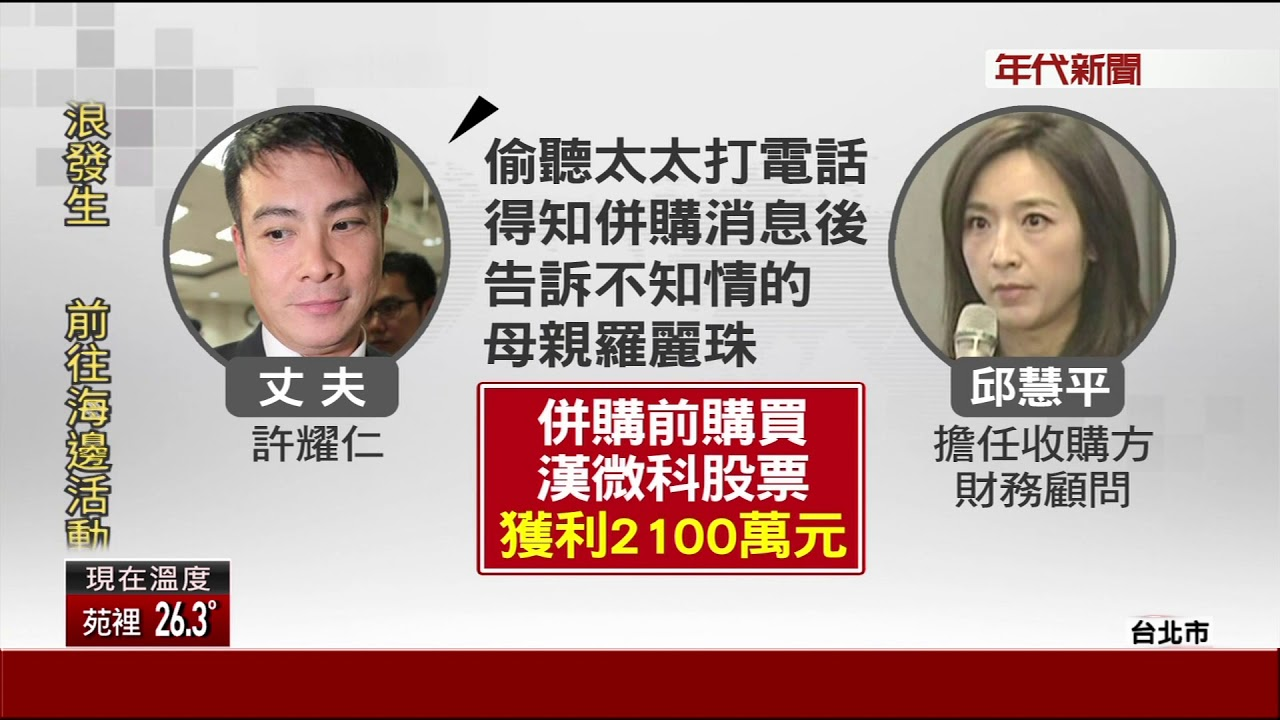 年代新聞
浪發生 前往海邊活動
偷聽太太打電話
得知併購消息後
告訴不知情的
母親羅麗珠
丈夫
許耀仁
邱慧平
擔任收購方
財務顧問
併購前購買
漢微科股票
獲利2100萬元
現在溫度
苑裡 26.3°
台北市